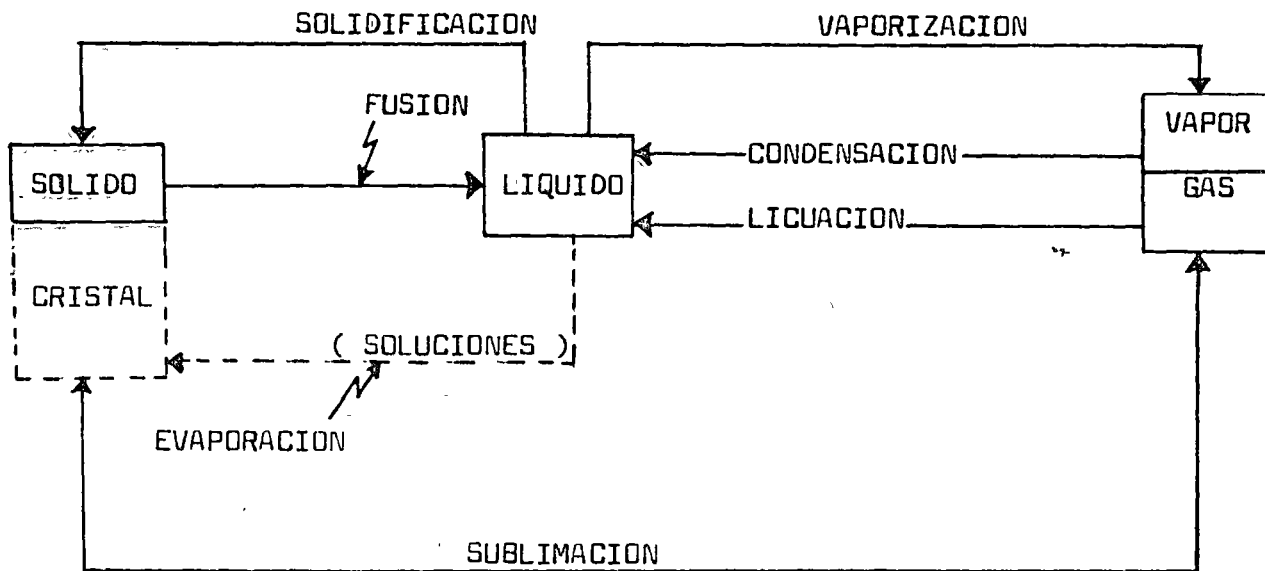 SOLIDIFICACION
VAPORIZACION
FUSION
VAPOR
CONDENSACION
SOLIDO
LIQUIDO
GAS
LICUACION
CRISTAL
( SOLUCIONES )
EVAPORACION
SUBLIMACION